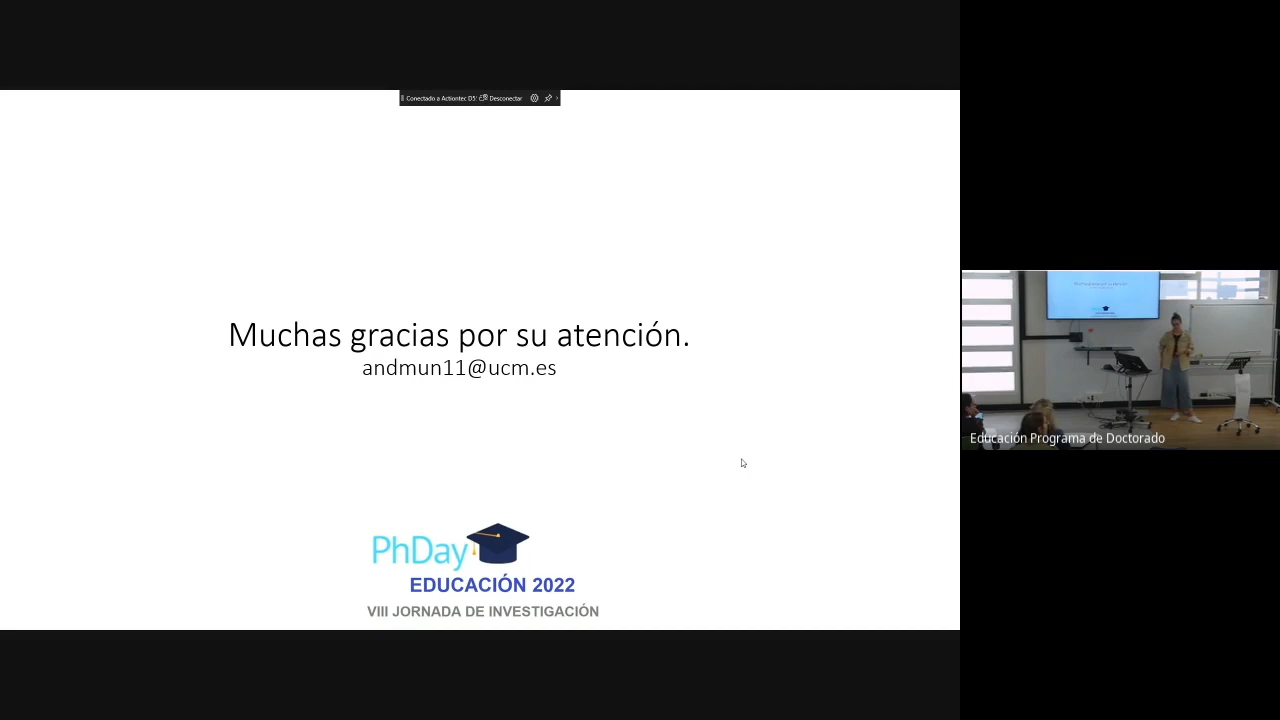 Conectado a Actiontec D5:
Desconectar
Muchas gracias por su atención.
andmun11@ucm.es
PhDay
EDUCACIÓN 2022
VIII JORNADA DE INVESTIGACIÓN
Educación Programa de Doctorado